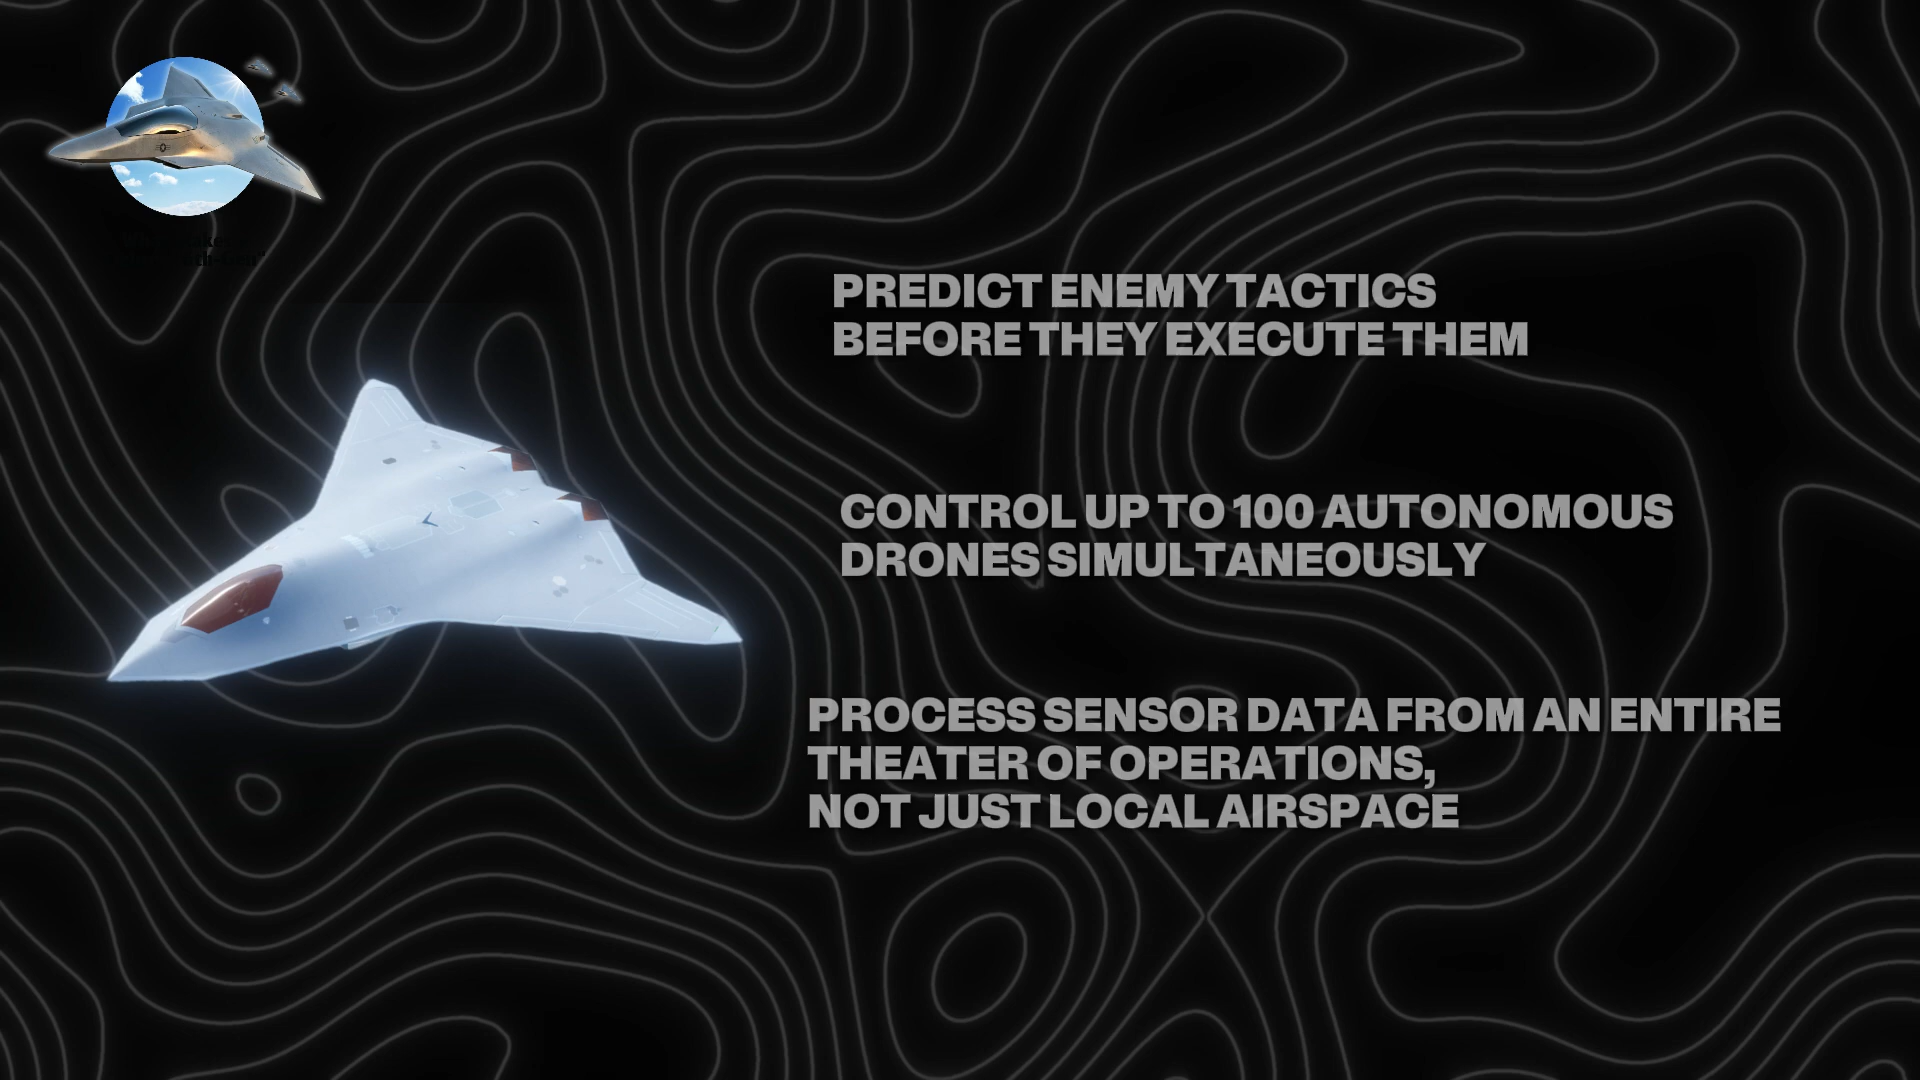 PREDICT ENEMY TACTICS
BEFORE THEY EXECUTE THEM
CONTROL UP TO 100 AUTONOMOUS
DRONES SIMULTANEOUSLY
PROCESS SENSOR DATA FROM AN ENTIRE
THEATER OF OPERATIONS,
NOT JUST LOCAL AIRSPACE